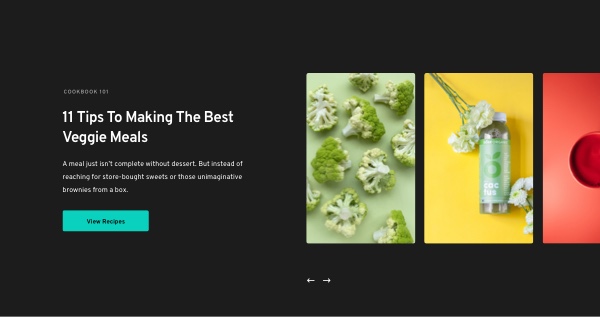 COOKBOOK 101
11 Tips To Making The Best
Veggie Meals
A meal just isn't complete without dessert. But instead of
reaching for store-bought sweets or those unimaginative
brownies from a box.
View Recipes
COC
TUS
← →